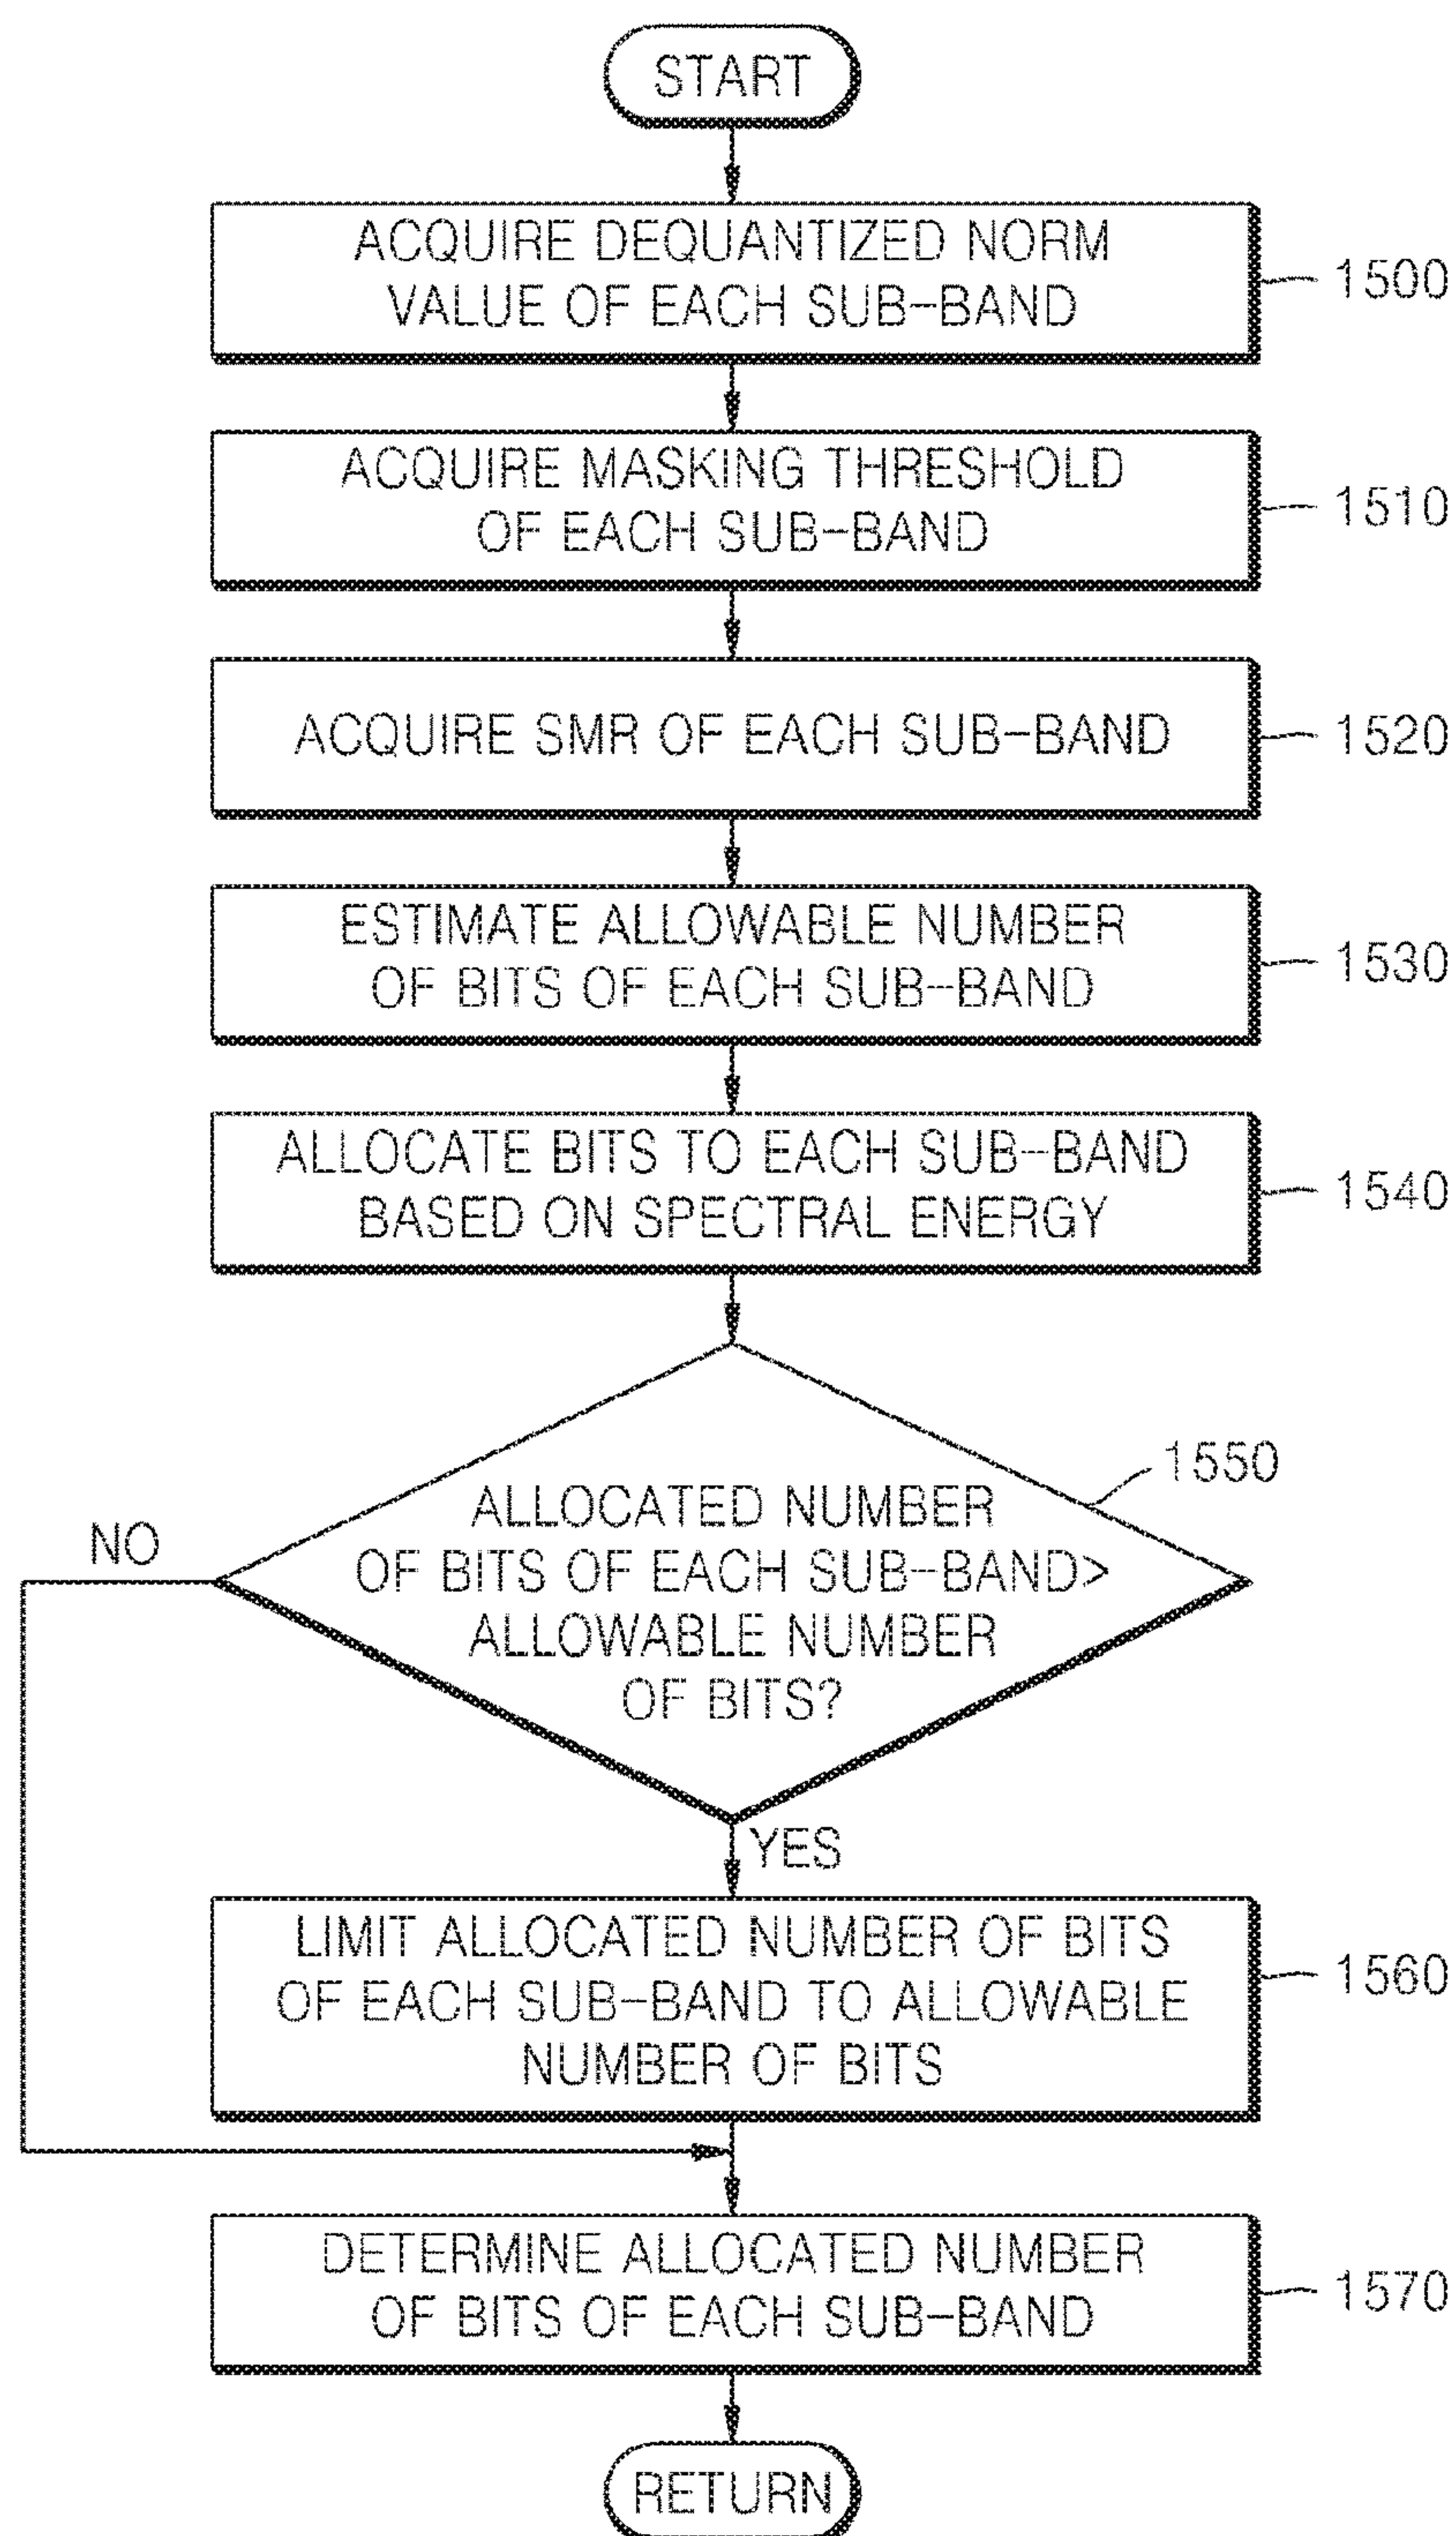 START
ACQUIRE DEQUANTIZED NORM
VALUE OF EACH SUB-BAND
1500
ACQUIRE MASKING THRESHOLD
OF EACH SUB-BAND
1510
ACQUIRE SMR OF EACH SUB-BAND
1520
ESTIMATE ALLOWABLE NUMBER
OF BITS OF EACH SUB-BAND
1530
ALLOCATE BITS TO EACH SUB-BAND
BASED ON SPECTRAL ENERGY
1540
1550
ALLOCATED NUMBER
OF BITS OF EACH SUB-BAND>
ALLOWABLE NUMBER
OF BITS?
NO
YES
LIMIT ALLOCATED NUMBER OF BITS
OF EACH SUB-BAND TO ALLOWABLE
NUMBER OF BITS
1560
DETERMINE ALLOCATED NUMBER
OF BITS OF EACH SUB-BAND
1570
RETURN